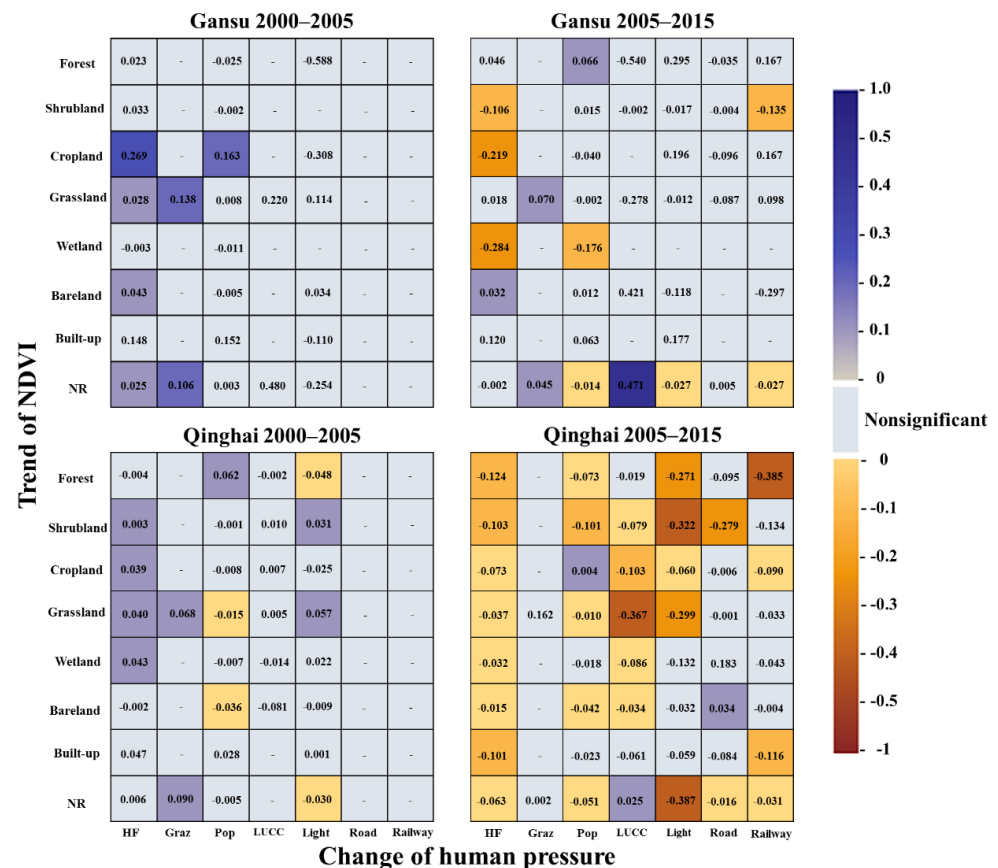 Gansu 2000–2005
Forest 0.023 - -0.025 - -0.588 - -
Shrubland 0.033 - -0.002 - - - -
Cropland 0.269 - 0.163 - -0.308 - -
Grassland 0.028 0.138 0.008 0.220 0.114 - -
Wetland -0.003 - -0.011 - - - -
Bareland 0.043 - -0.005 - 0.034 - -
Built-up 0.148 - 0.152 - -0.110 - -
NR 0.025 0.106 0.003 0.480 -0.254 - -
Gansu 2005–2015
0.046 - 0.066 -0.540 0.295 -0.035 0.167
-0.106 - 0.015 -0.002 -0.017 -0.004 -0.135
-0.219 - -0.040 - 0.196 -0.096 0.167
0.018 0.070 -0.002 -0.278 -0.012 -0.087 0.098
-0.284 - -0.176 - - - -
0.032 - 0.012 0.421 -0.118 - -0.297
0.120 - 0.063 - 0.177 - -
-0.002 0.045 -0.014 0.471 -0.027 0.005 -0.027
Trend of NDVI
Qinghai 2000–2005
Forest -0.004 - 0.062 -0.002 -0.048 - -
Shrubland 0.003 - -0.001 0.010 0.031 - -
Cropland 0.039 - -0.008 0.007 -0.025 - -
Grassland 0.040 0.068 -0.015 0.005 0.057 - -
Wetland 0.043 - -0.007 -0.014 0.022 - -
Bareland -0.002 - -0.036 -0.081 -0.009 - -
Built-up 0.047 - 0.028 - 0.001 - -
NR 0.006 0.090 -0.005 - -0.030 - -
HF Graz Pop LUCC Light Road Railway
Qinghai 2005–2015
-0.124 - -0.073 -0.019 -0.271 -0.095 -0.385
-0.103 - -0.101 -0.079 -0.322 -0.279 -0.134
-0.073 - 0.004 -0.103 -0.060 -0.006 -0.090
-0.037 0.162 -0.010 -0.367 -0.299 -0.001 -0.033
-0.032 - -0.018 -0.086 -0.132 0.183 -0.043
-0.015 - -0.042 -0.034 -0.032 0.034 -0.004
-0.101 - -0.023 -0.061 -0.059 -0.084 -0.116
-0.063 0.002 -0.051 0.025 -0.387 -0.016 -0.031
HF Graz Pop LUCC Light Road Railway
Change of human pressure
1.0
0.5
0.4
0.3
0.2
0.1
0
Nonsignificant
0
-0.1
-0.2
-0.3
-0.4
-0.5
-1